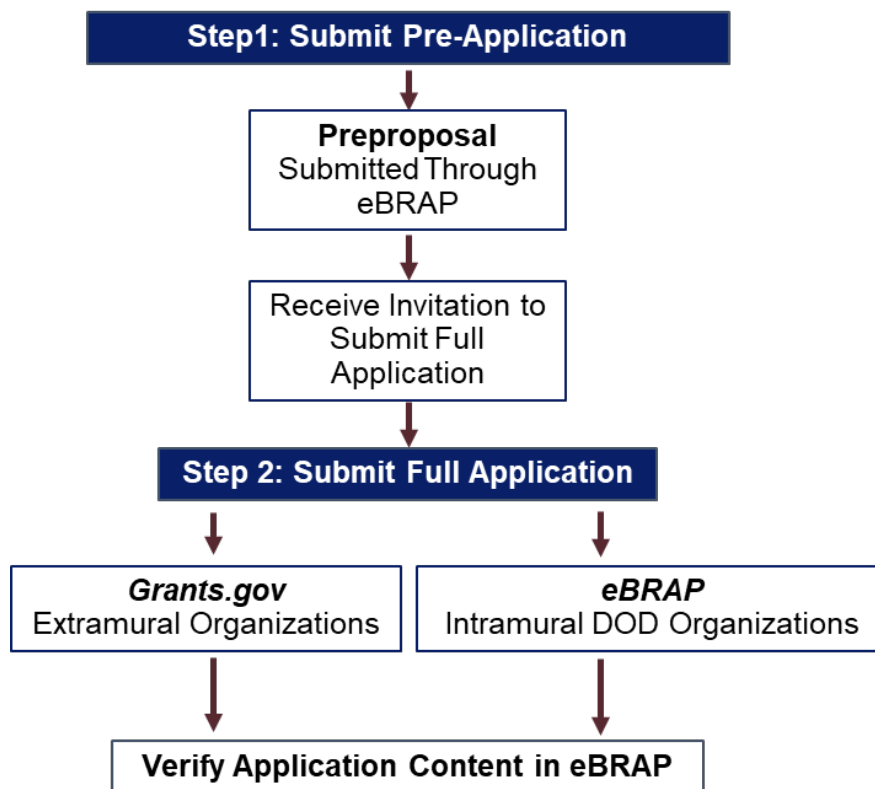 Step1: Submit Pre-Application
Preproposal
Submitted Through
eBRAP
Receive Invitation to
Submit Full
Application
Step 2: Submit Full Application
Grants.gov
Extramural Organizations
eBRAP
Intramural DOD Organizations
Verify Application Content in eBRAP